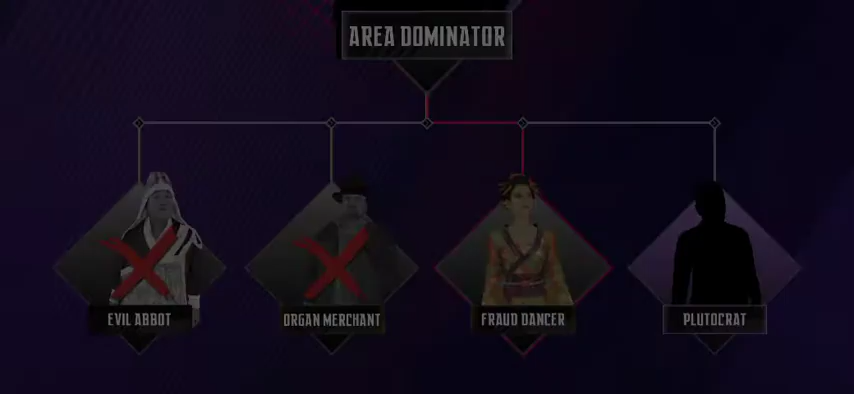 AREA DOMINATOR
EVIL ABBOT
ORGAN MERCHANT
FRAUD DANCER
PLUTOCRAT